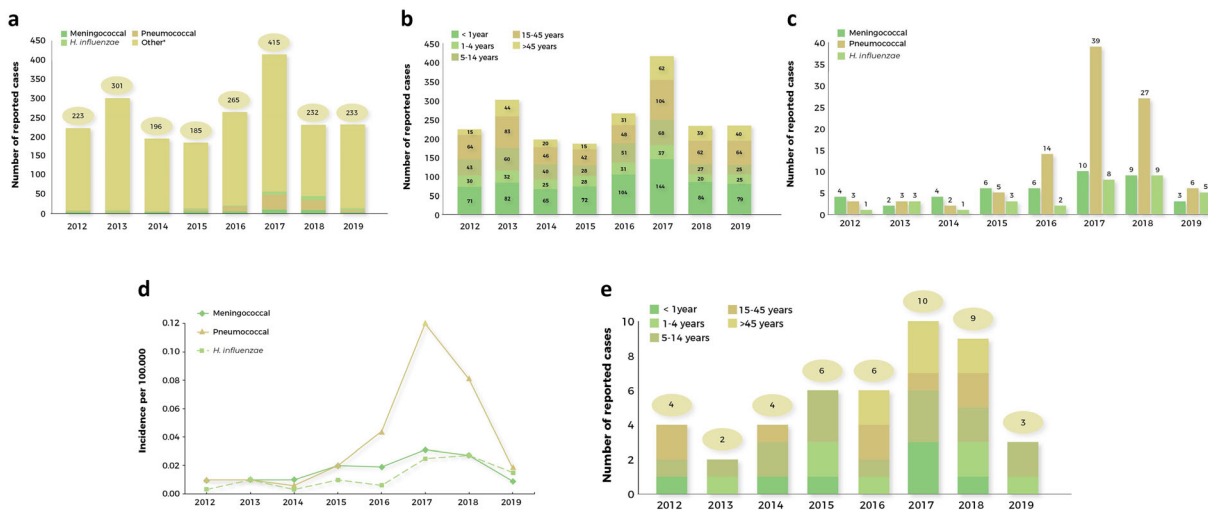 a
Meningococcal
Pneumococcal
H. influenzae
Other*
Number of reported cases
450
400
350
300
250
200
150
100
50
0
223
301
196
185
265
415
232
233
2012 2013 2014 2015 2016 2017 2018 2019
b
< 1year
15-45 years
1-4 years
>45 years
5-14 years
Number of reported cases
450
400
350
300
250
200
150
100
50
0
15 44 20 15 31 62 39 40
64 83 46 42 48 104 62 64
43 60 40 28 51 68 27 25
30 32 25 28 31 37 20 25
71 82 65 72 104 144 84 79
2012 2013 2014 2015 2016 2017 2018 2019
c
Meningococcal
Pneumococcal
H. influenzae
Number of reported cases
40
35
30
25
20
15
10
5
0
4 3 1
2 3 3
4 2 1
6 5 3
6 14 2
10 39 8
9 27 9
3 6 5
2012 2013 2014 2015 2016 2017 2018 2019
d
Meningococcal
Pneumococcal
H. influenzae
Incidence per 100.000
0.12
0.10
0.08
0.06
0.04
0.02
0.00
2012 2013 2014 2015 2016 2017 2018 2019
e
< 1year
15-45 years
1-4 years
>45 years
5-14 years
Number of reported cases
10
8
6
4
2
0
4
2
4
6
6
10
9
3
2012 2013 2014 2015 2016 2017 2018 2019